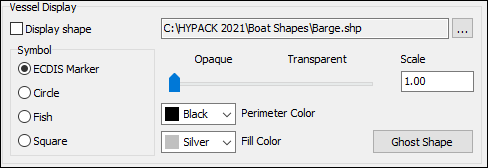 Vessel Display
Display shape
C:\HYPACK 2021\Boat Shapes\Barge.shp
...
Symbol
ECDIS Marker
Circle
Fish
Square
Opaque
Transparent
Scale
1.00
Black
Perimeter Color
Silver
Fill Color
Ghost Shape